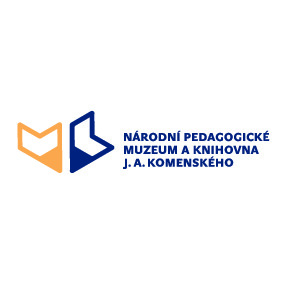 NÁRODNÍ PEDAGOGICKÉ
MUZEUM A KNIHOVNA
J. A. KOMENSKÉHO